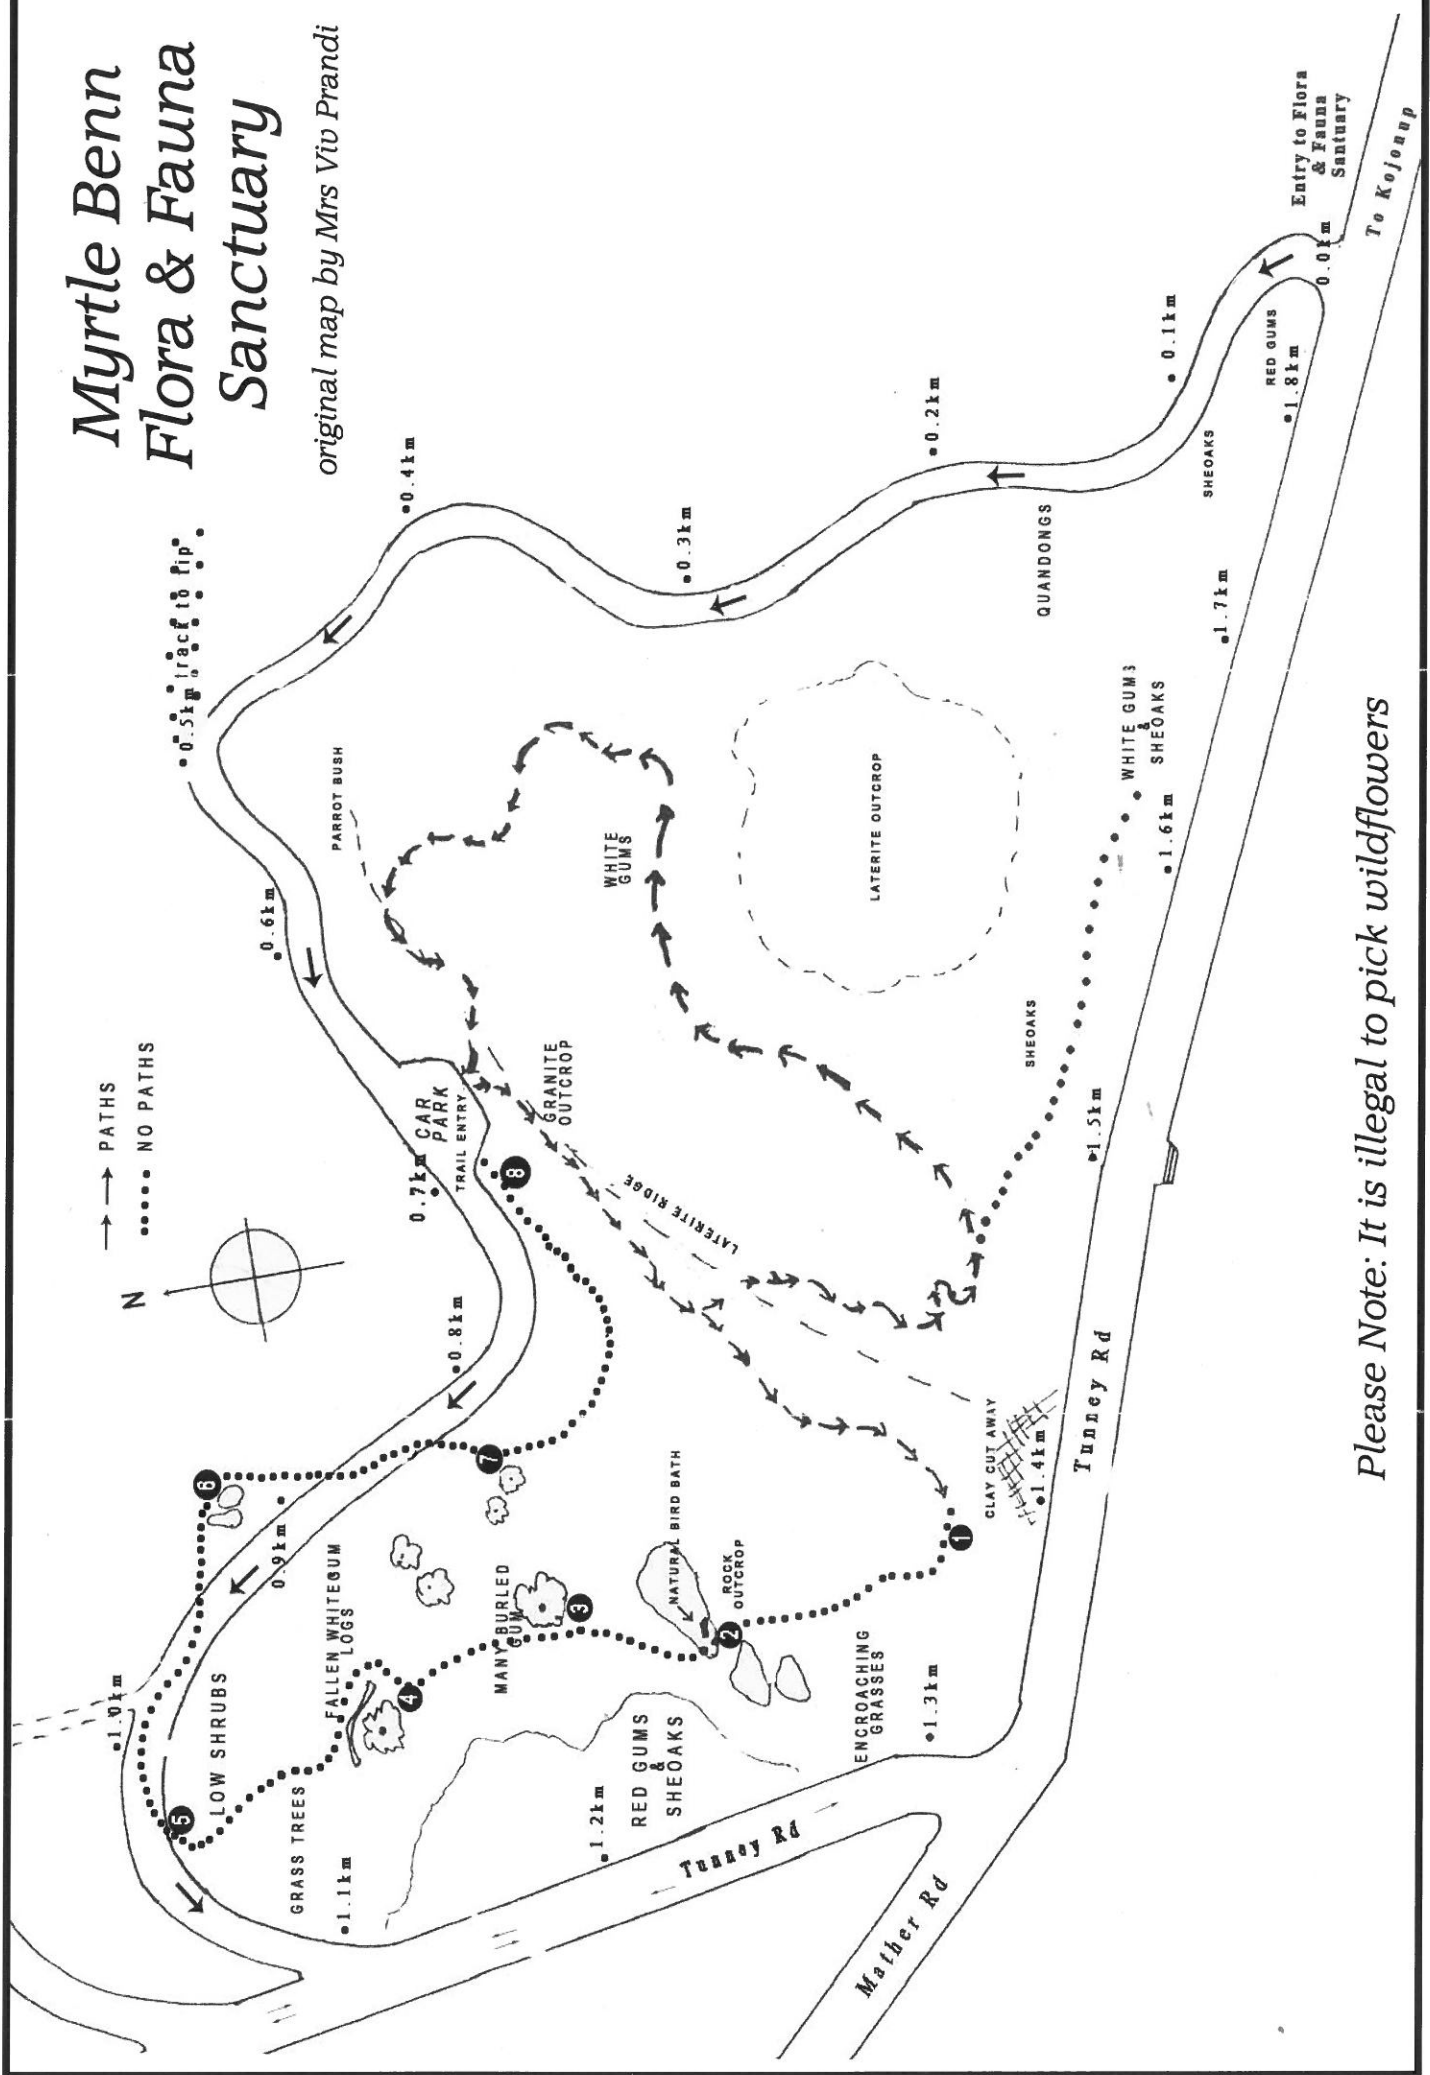 Myrtle Benn
Flora & Fauna
Sanctuary
original map by Mrs Viv Prandi
PATHS
NO PATHS
N
0.5km track to tip
0.4km
0.3km
0.2km
0.1km
0.0km
Entry to Flora
& Fauna
Santuary
To Kojonup
RED GUMS
1.8km
SHEOAKS
1.7km
QUANDONGS
WHITE GUMS
&
SHEOAKS
1.6km
LATERITE OUTCROP
WHITE
GUMS
PARROT BUSH
0.6km
CAR
PARK
TRAIL ENTRY
0.7km
GRANITE
OUTCROP
LATERITE RIDGE
SHEOAKS
1.5km
8
0.8km
7
6
0.9km
FALLEN WHITEGUM
LOGS
MANY BURLED
GUM
3
NATURAL BIRD BATH
ROCK
OUTCROP
2
1
CLAY CUT AWAY
1.4km
Tunney Rd
4
1.0km
LOW SHRUBS
5
GRASS TREES
1.1km
1.2km
RED GUMS
&
SHEOAKS
ENCROACHING
GRASSES
1.3km
Tunney Rd
Mather Rd
Please Note: It is illegal to pick wildflowers